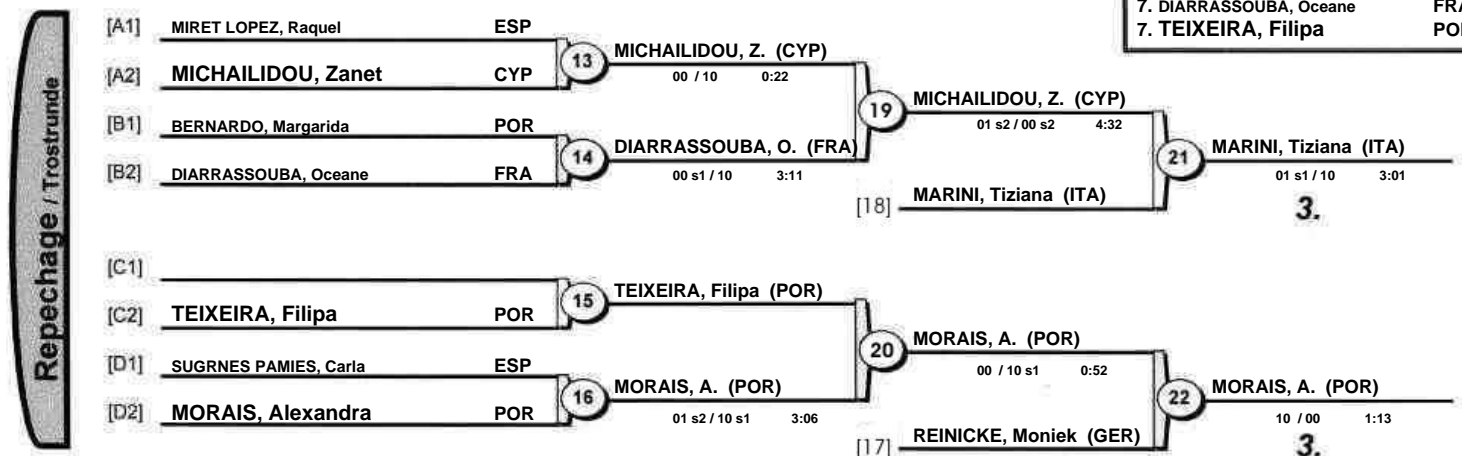 7. DIARRASSOUBA, Oceane FRA
7. TEIXEIRA, Filipa
Repechage / Trostrunde
[A1] MIRET LOPEZ, Raquel ESP
[A2] MICHAILIDOU, Zanet CYP
13 MICHAILIDOU, Z. (CYP)
00 / 10 0:22
[B1] BERNARDO, Margarida POR
[B2] DIARRASSOUBA, Oceane FRA
14 DIARRASSOUBA, O. (FRA)
00 s1 / 10 3:11
19 MICHAILIDOU, Z. (CYP)
01 s2 / 00 s2 4:32
[18] MARINI, Tiziana (ITA)
21 MARINI, Tiziana (ITA)
01 s1 / 10 3:01
3.
[C1]
[C2] TEIXEIRA, Filipa POR
15 TEIXEIRA, Filipa (POR)
[D1] SUGRNES PAMIES, Carla ESP
[D2] MORAIS, Alexandra POR
16 MORAIS, A. (POR)
01 s2 / 10 s1 3:06
20 MORAIS, A. (POR)
00 / 10 s1 0:52
[17] REINICKE, Moniek (GER)
22 MORAIS, A. (POR)
10 / 00 1:13
3.